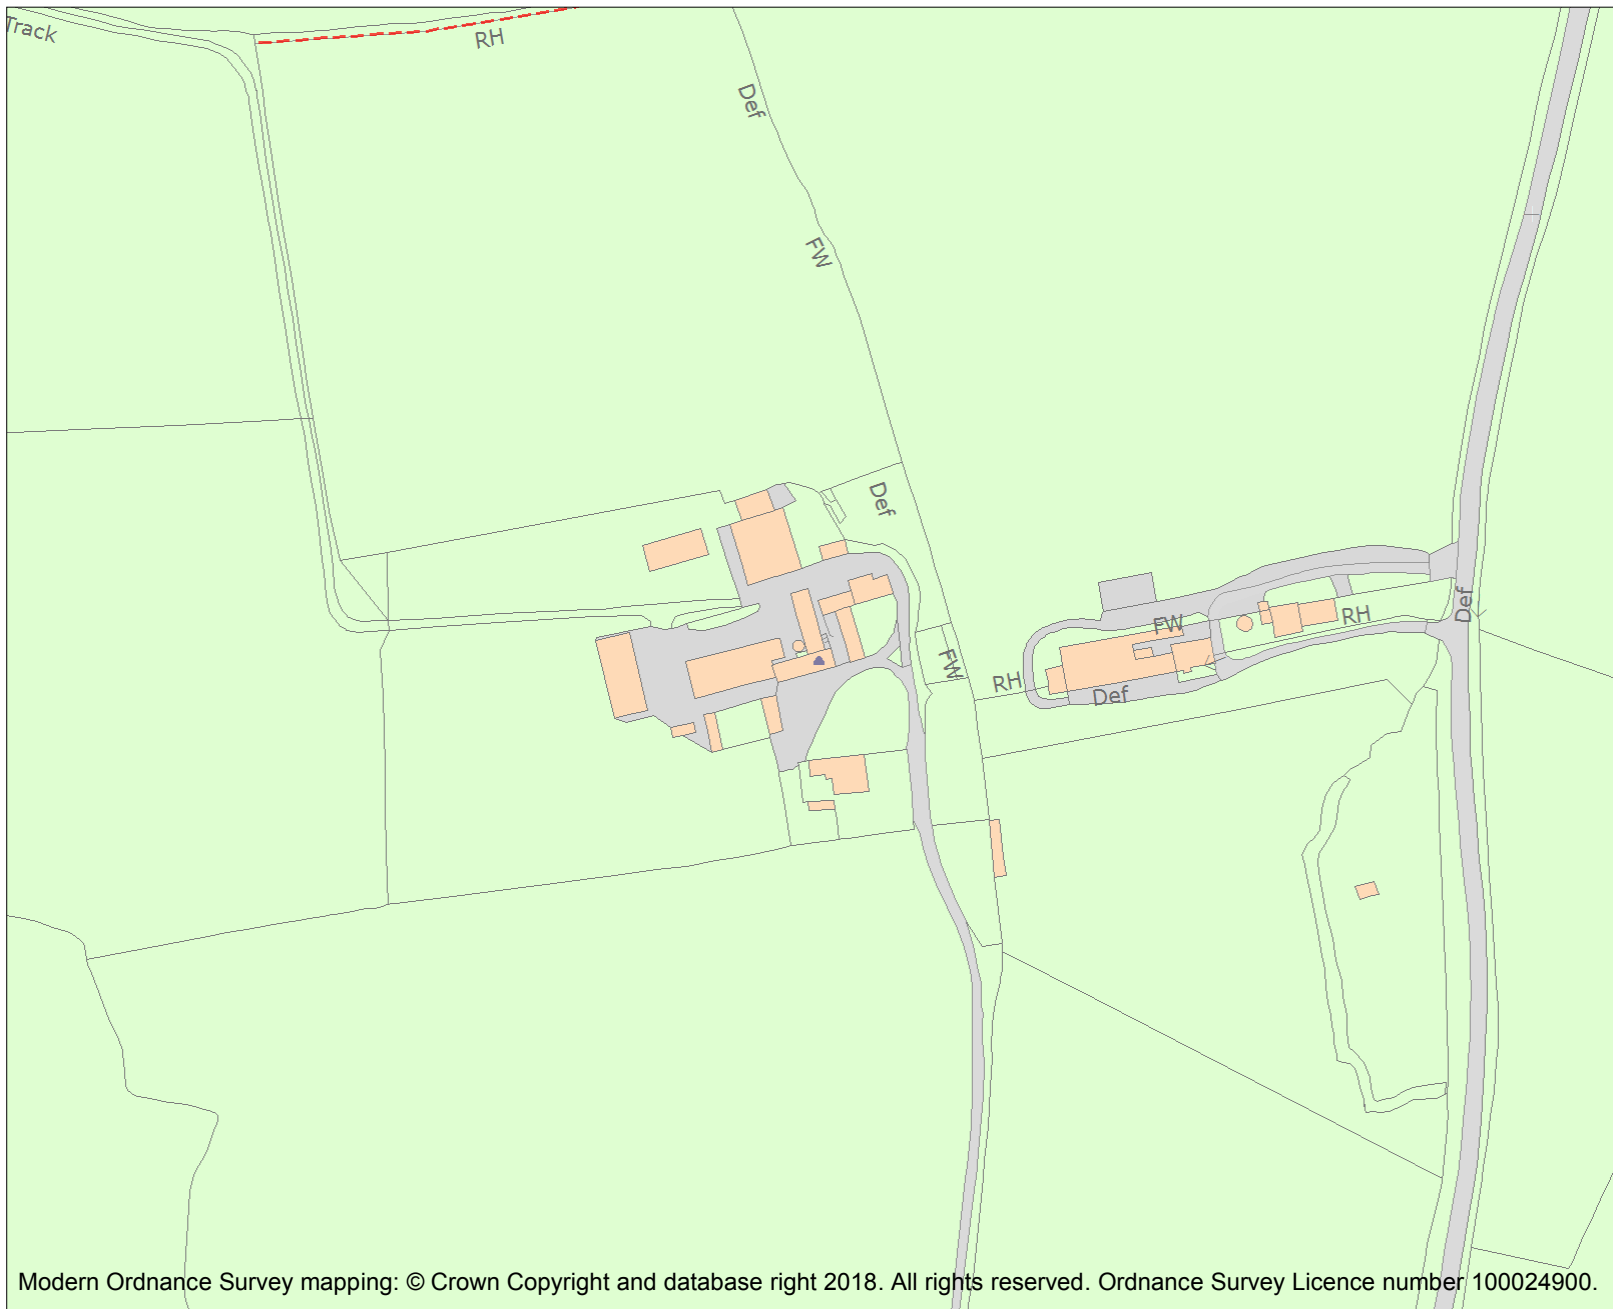 Track
RH
Def
FW
Def
Def
FW
RH
FW
RH
Def
Modern Ordnance Survey mapping: © Crown Copyright and database right 2018. All rights reserved. Ordnance Survey Licence number 100024900.